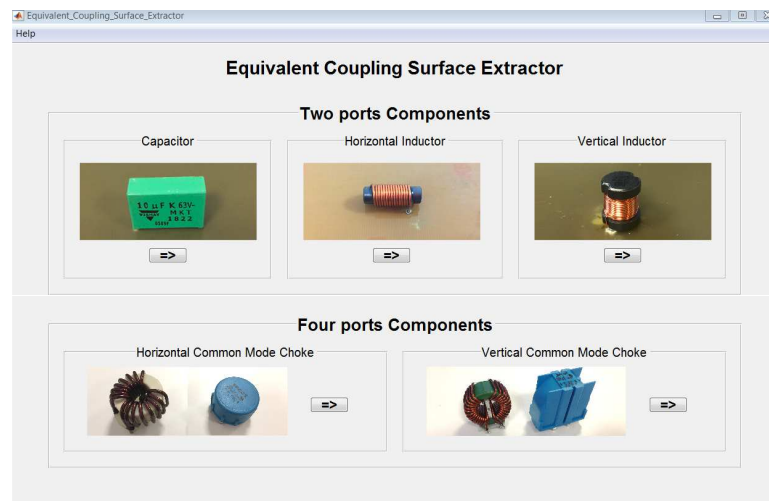 Equivalent_Coupling_Surface_Extractor
Help
Equivalent Coupling Surface Extractor
Two ports Components
Capacitor
Horizontal Inductor
Vertical Inductor
10 µF K 63V-
MKT
1822
=>
=>
=>
Four ports Components
Horizontal Common Mode Choke
Vertical Common Mode Choke
=>
=>